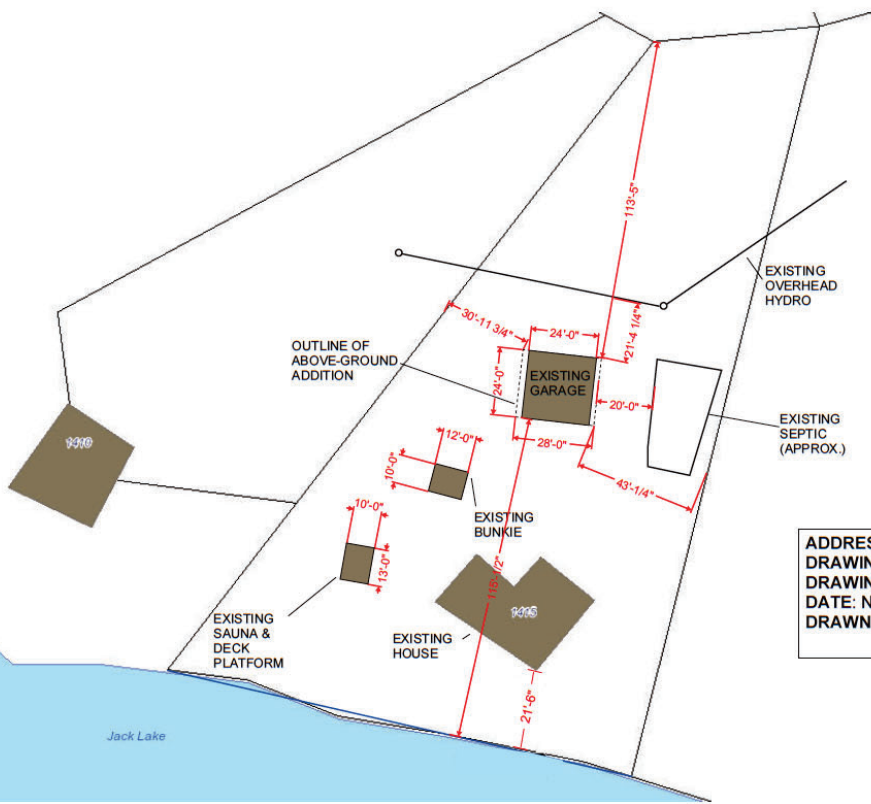 113'-5"
EXISTING
OVERHEAD
HYDRO
30'-11 3/4"
24'-0"
21'-4 1/4"
OUTLINE OF
ABOVE-GROUND
ADDITION
24'-0"
EXISTING
GARAGE
20'-0"
28'-0"
EXISTING
SEPTIC
(APPROX.)
1410
12'-0"
10'-0"
43'-1/4"
EXISTING
BUNKIE
10'-0"
13'-0"
ADDRES
DRAWIN
DRAWIN
DATE: N
DRAWN
1415
EXISTING
SAUNA &
DECK
PLATFORM
EXISTING
HOUSE
21'-6"
Jack Lake